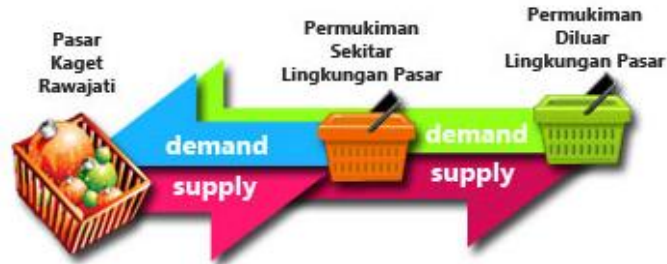 Pasar
Kaget
Rawajati
Permukiman
Sekitar
Lingkungan Pasar
Permukiman
Diluar
Lingkungan Pasar
demand
demand
supply
supply